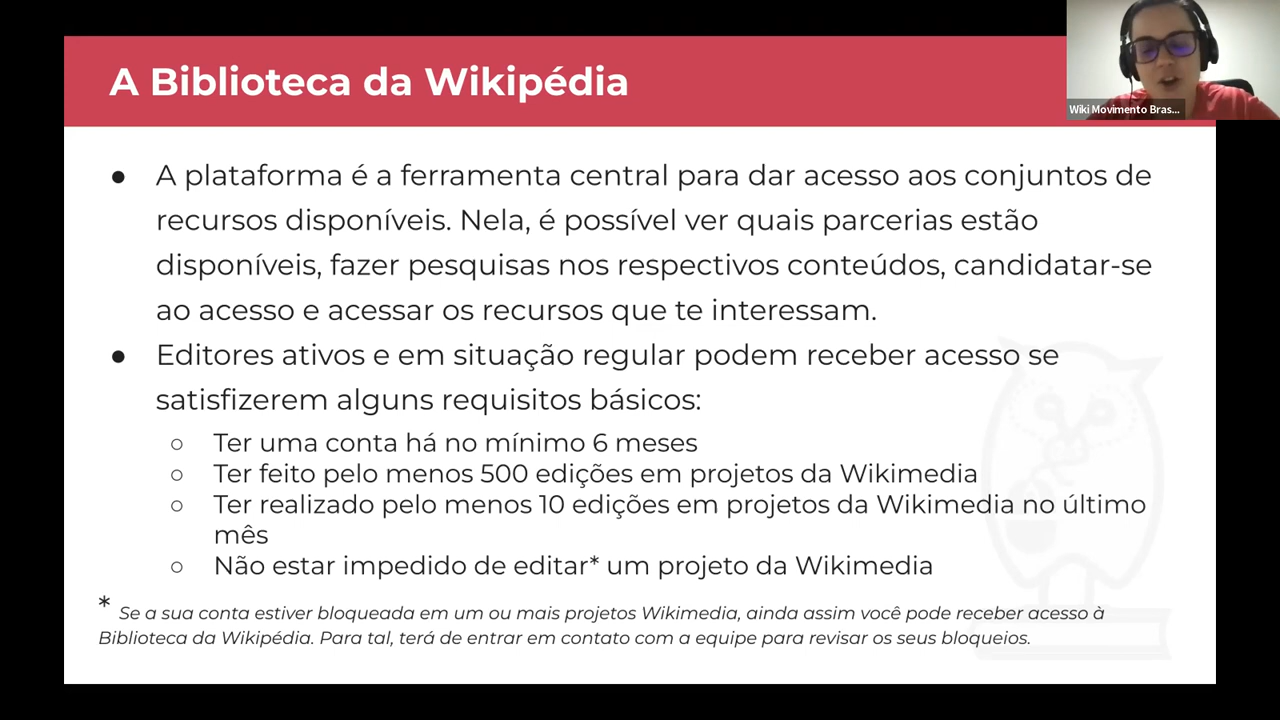 A Biblioteca da Wikipédia
Wiki Movimento Bras...
● A plataforma é a ferramenta central para dar acesso aos conjuntos de
recursos disponíveis. Nela, é possível ver quais parcerias estão
disponíveis, fazer pesquisas nos respectivos conteúdos, candidatar-se
ao acesso e acessar os recursos que te interessam.
● Editores ativos e em situação regular podem receber acesso se
satisfizerem alguns requisitos básicos:
○ Ter uma conta há no mínimo 6 meses
○ Ter feito pelo menos 500 edições em projetos da Wikimedia
○ Ter realizado pelo menos 10 edições em projetos da Wikimedia no último
mês
○ Não estar impedido de editar* um projeto da Wikimedia
* Se a sua conta estiver bloqueada em um ou mais projetos Wikimedia, ainda assim você pode receber acesso à
Biblioteca da Wikipédia. Para tal, terá de entrar em contato com a equipe para revisar os seus bloqueios.